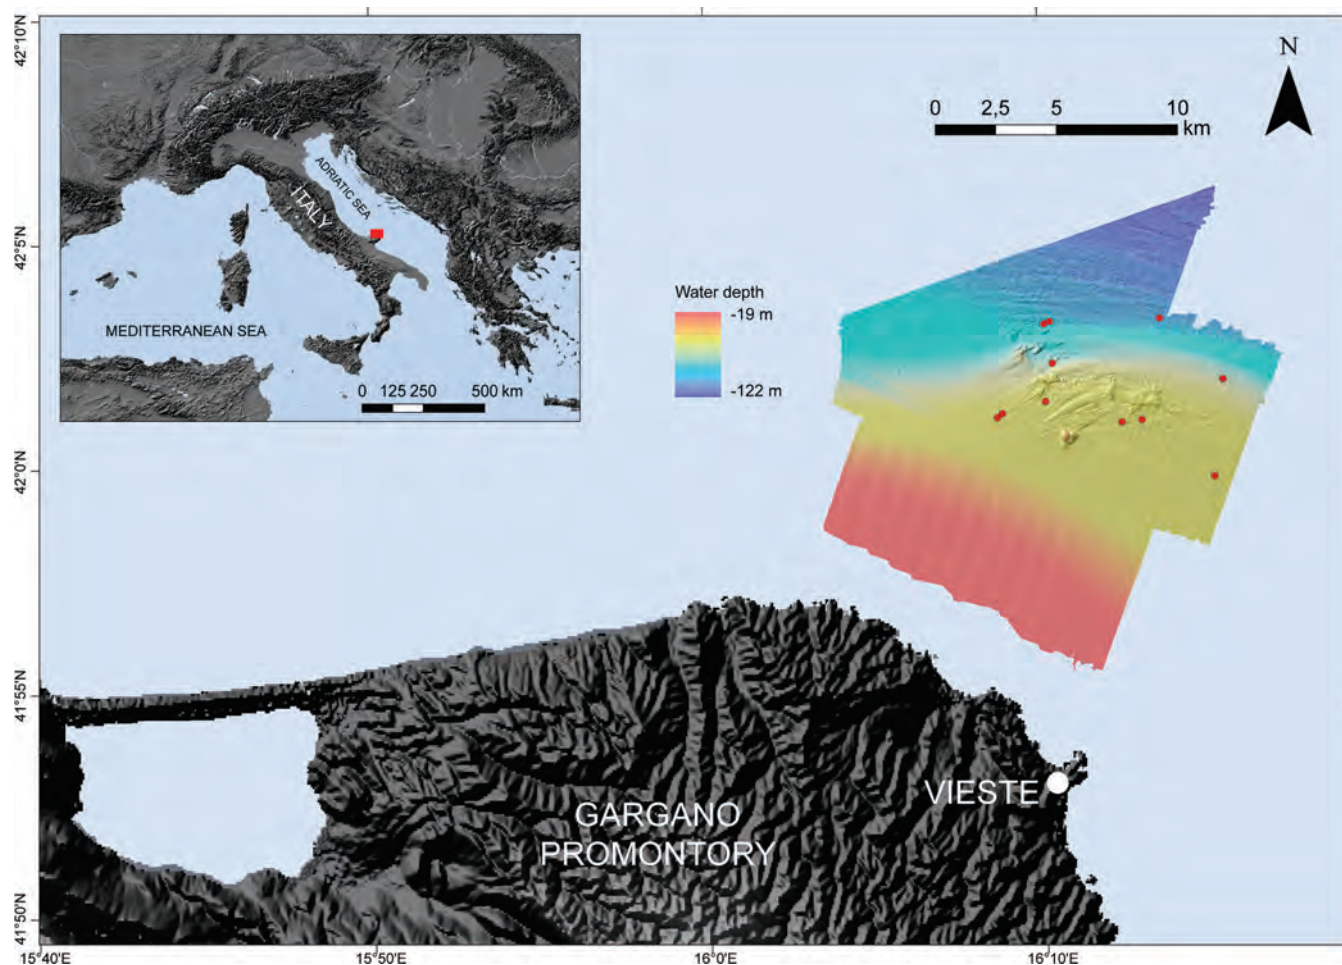 42°10'N
42°5'N
42°0'N
41°55'N
41°50'N
15°40'E
15°50'E
16°0'E
16°10'E
ADRIATIC SEA
ITALY
MEDITERRANEAN SEA
0 125 250 500 km
N
0 2,5 5 10
km
Water depth
-19 m
-122 m
VIESTE
GARGANO
PROMONTORY